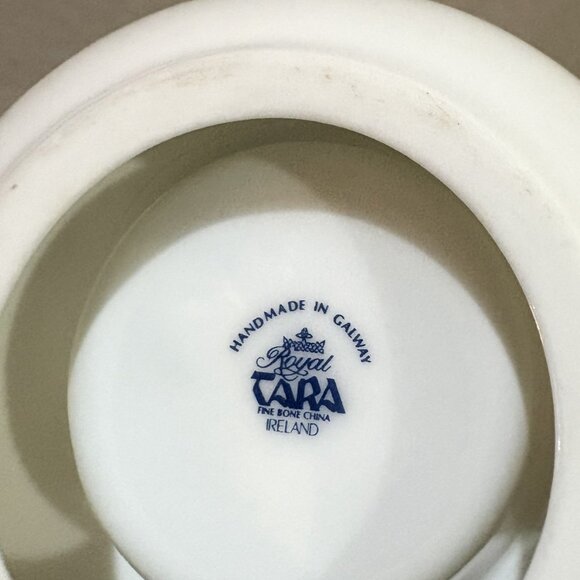 HANDMADE IN GALWAY
Royal
TARA
FINE BONE CHINA
IRELAND